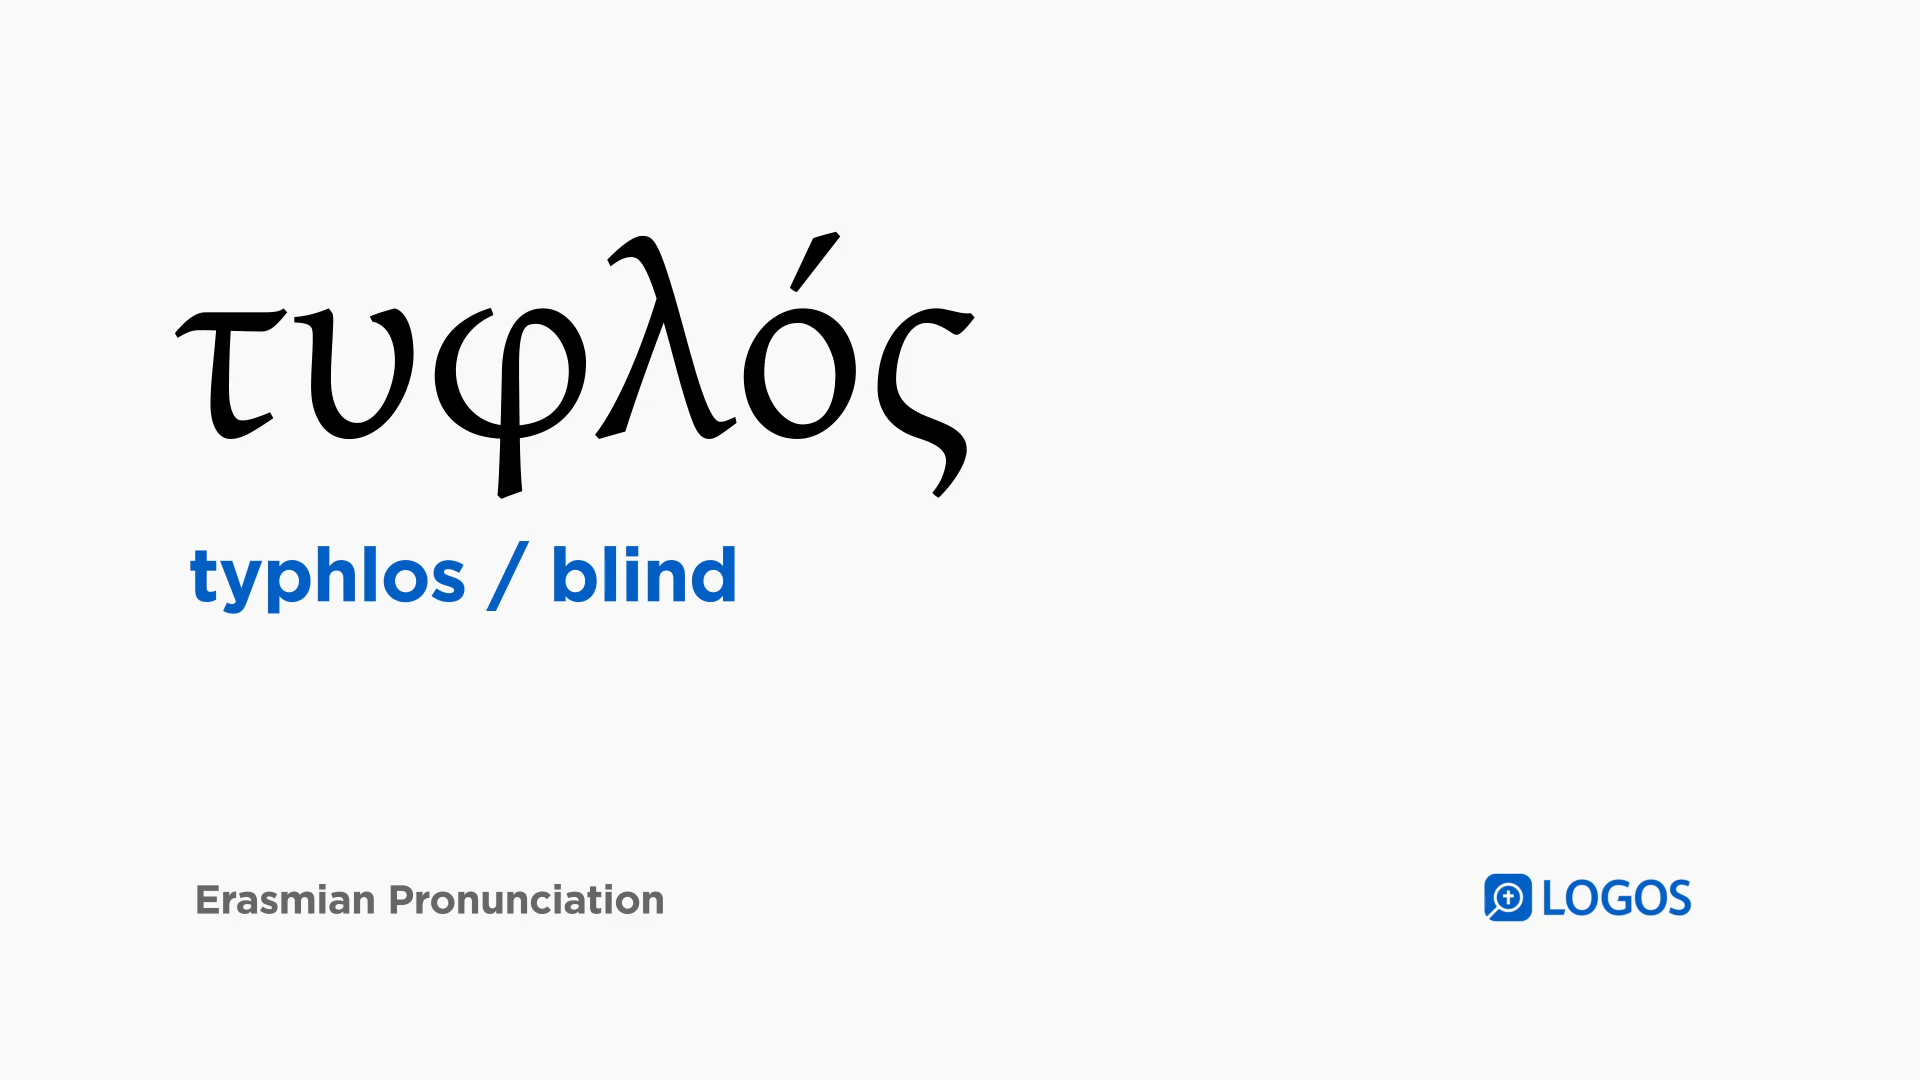 τυφλός
typhlos / blind
Erasmian Pronunciation
LOGOS